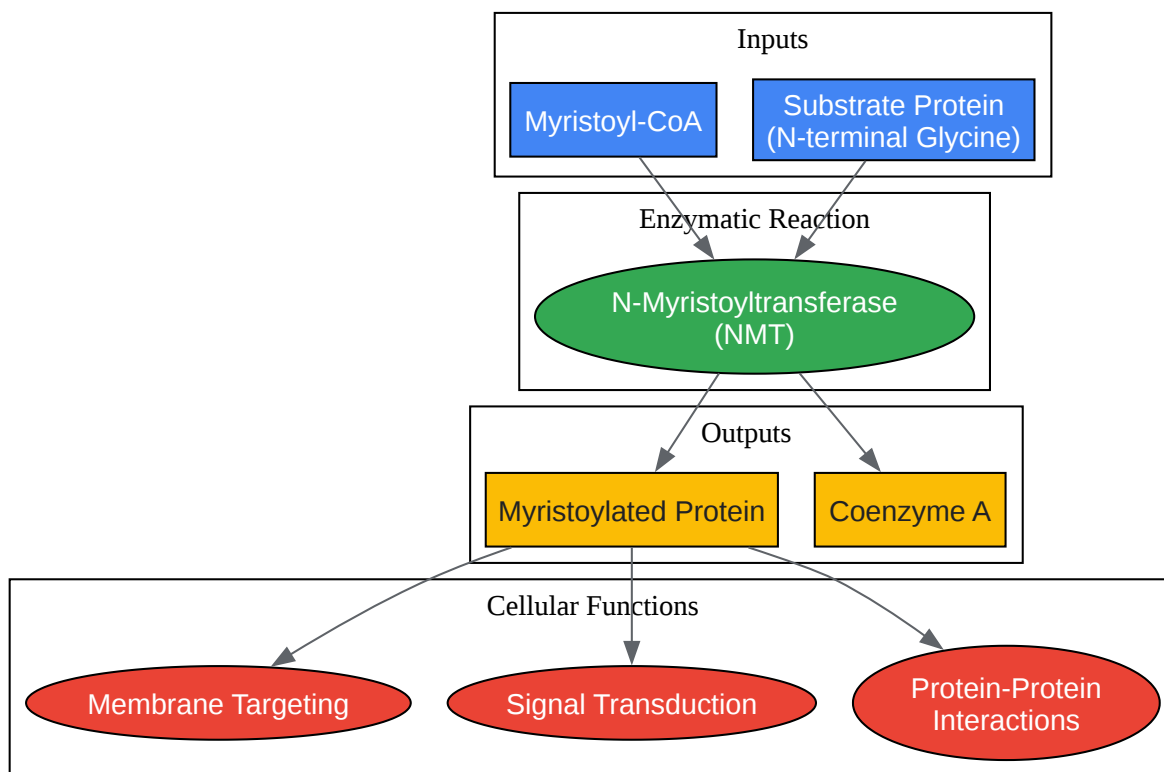 Inputs
Myristoyl-CoA
Substrate Protein
(N-terminal Glycine)
Enzymatic Reaction
N-Myristoyltransferase
(NMT)
Outputs
Myristoylated Protein
Coenzyme A
Cellular Functions
Membrane Targeting
Signal Transduction
Protein-Protein
Interactions